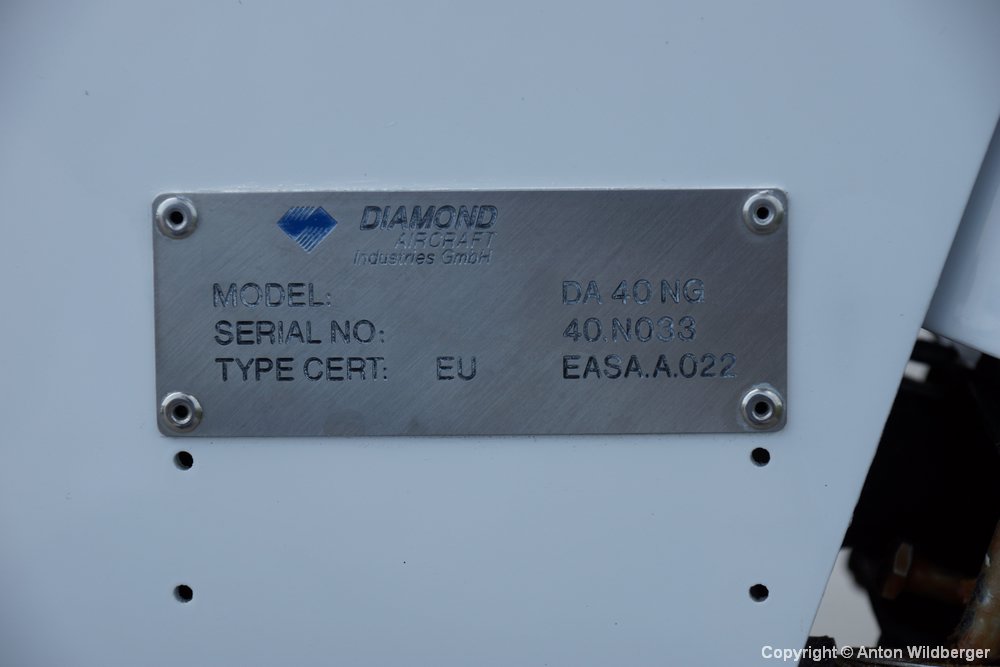 DIAMOND
AIRCRAFT
Industries GmbH
MODEL: DA 40 NG
SERIAL NO: 40.N033
TYPE CERT: EU EASA.A.022
Copyright © Anton Wildberger